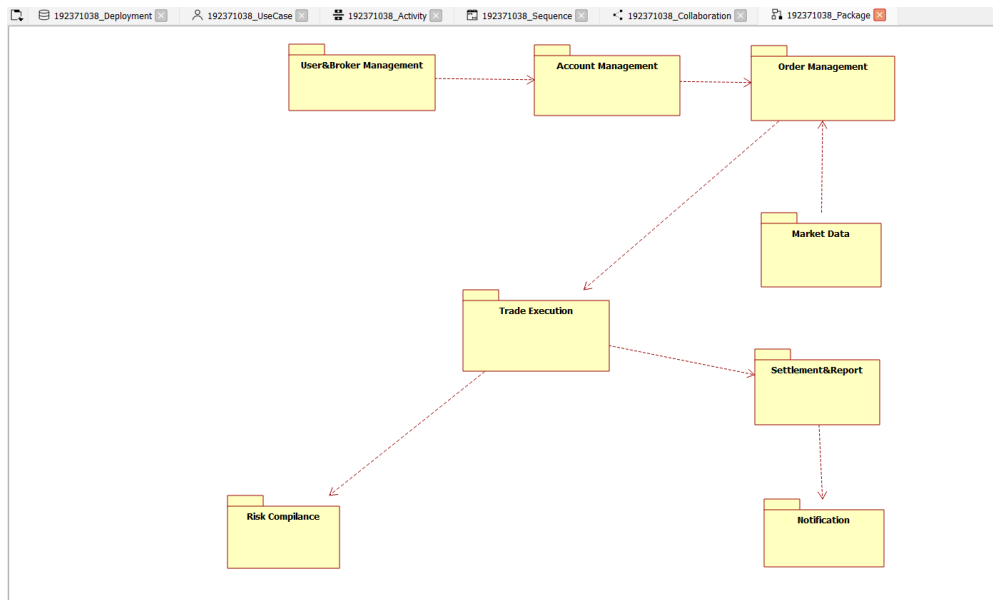 192371038_Deployment
192371038_UseCase
192371038_Activity
192371038_Sequence
192371038_Collaboration
192371038_Package
User&Broker Management
Account Management
Order Management
Market Data
Trade Execution
Settlement&Report
Risk Compilance
Notification